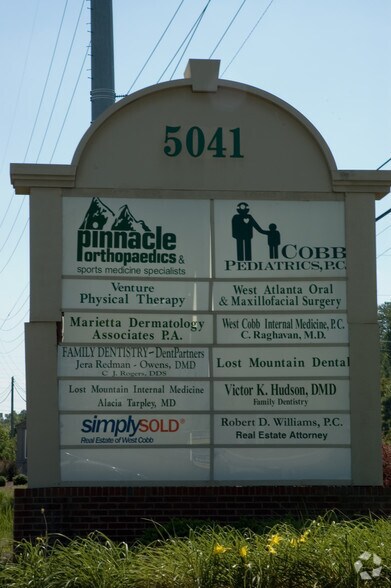 5041
pinnacle
orthopaedics &
sports medicine specialists
COBB
PEDIATRICS, P.C.
Venture
Physical Therapy
West Atlanta Oral
& Maxillofacial Surgery
Marietta Dermatology
Associates P.A.
West Cobb Internal Medicine, P.C.
C. Raghavan, M.D.
FAMILY DENTISTRY~DentPartners
Jera Redman - Owens, DMD
C J. Rogers, DDS
Lost Mountain Dental
Lost Mountain Internal Medicine
Alacia Tarpley, MD
Victor K. Hudson, DMD
Family Dentistry
simplySOLD®
Real Estate of West Cobb
Robert D. Williams, P.C.
Real Estate Attorney